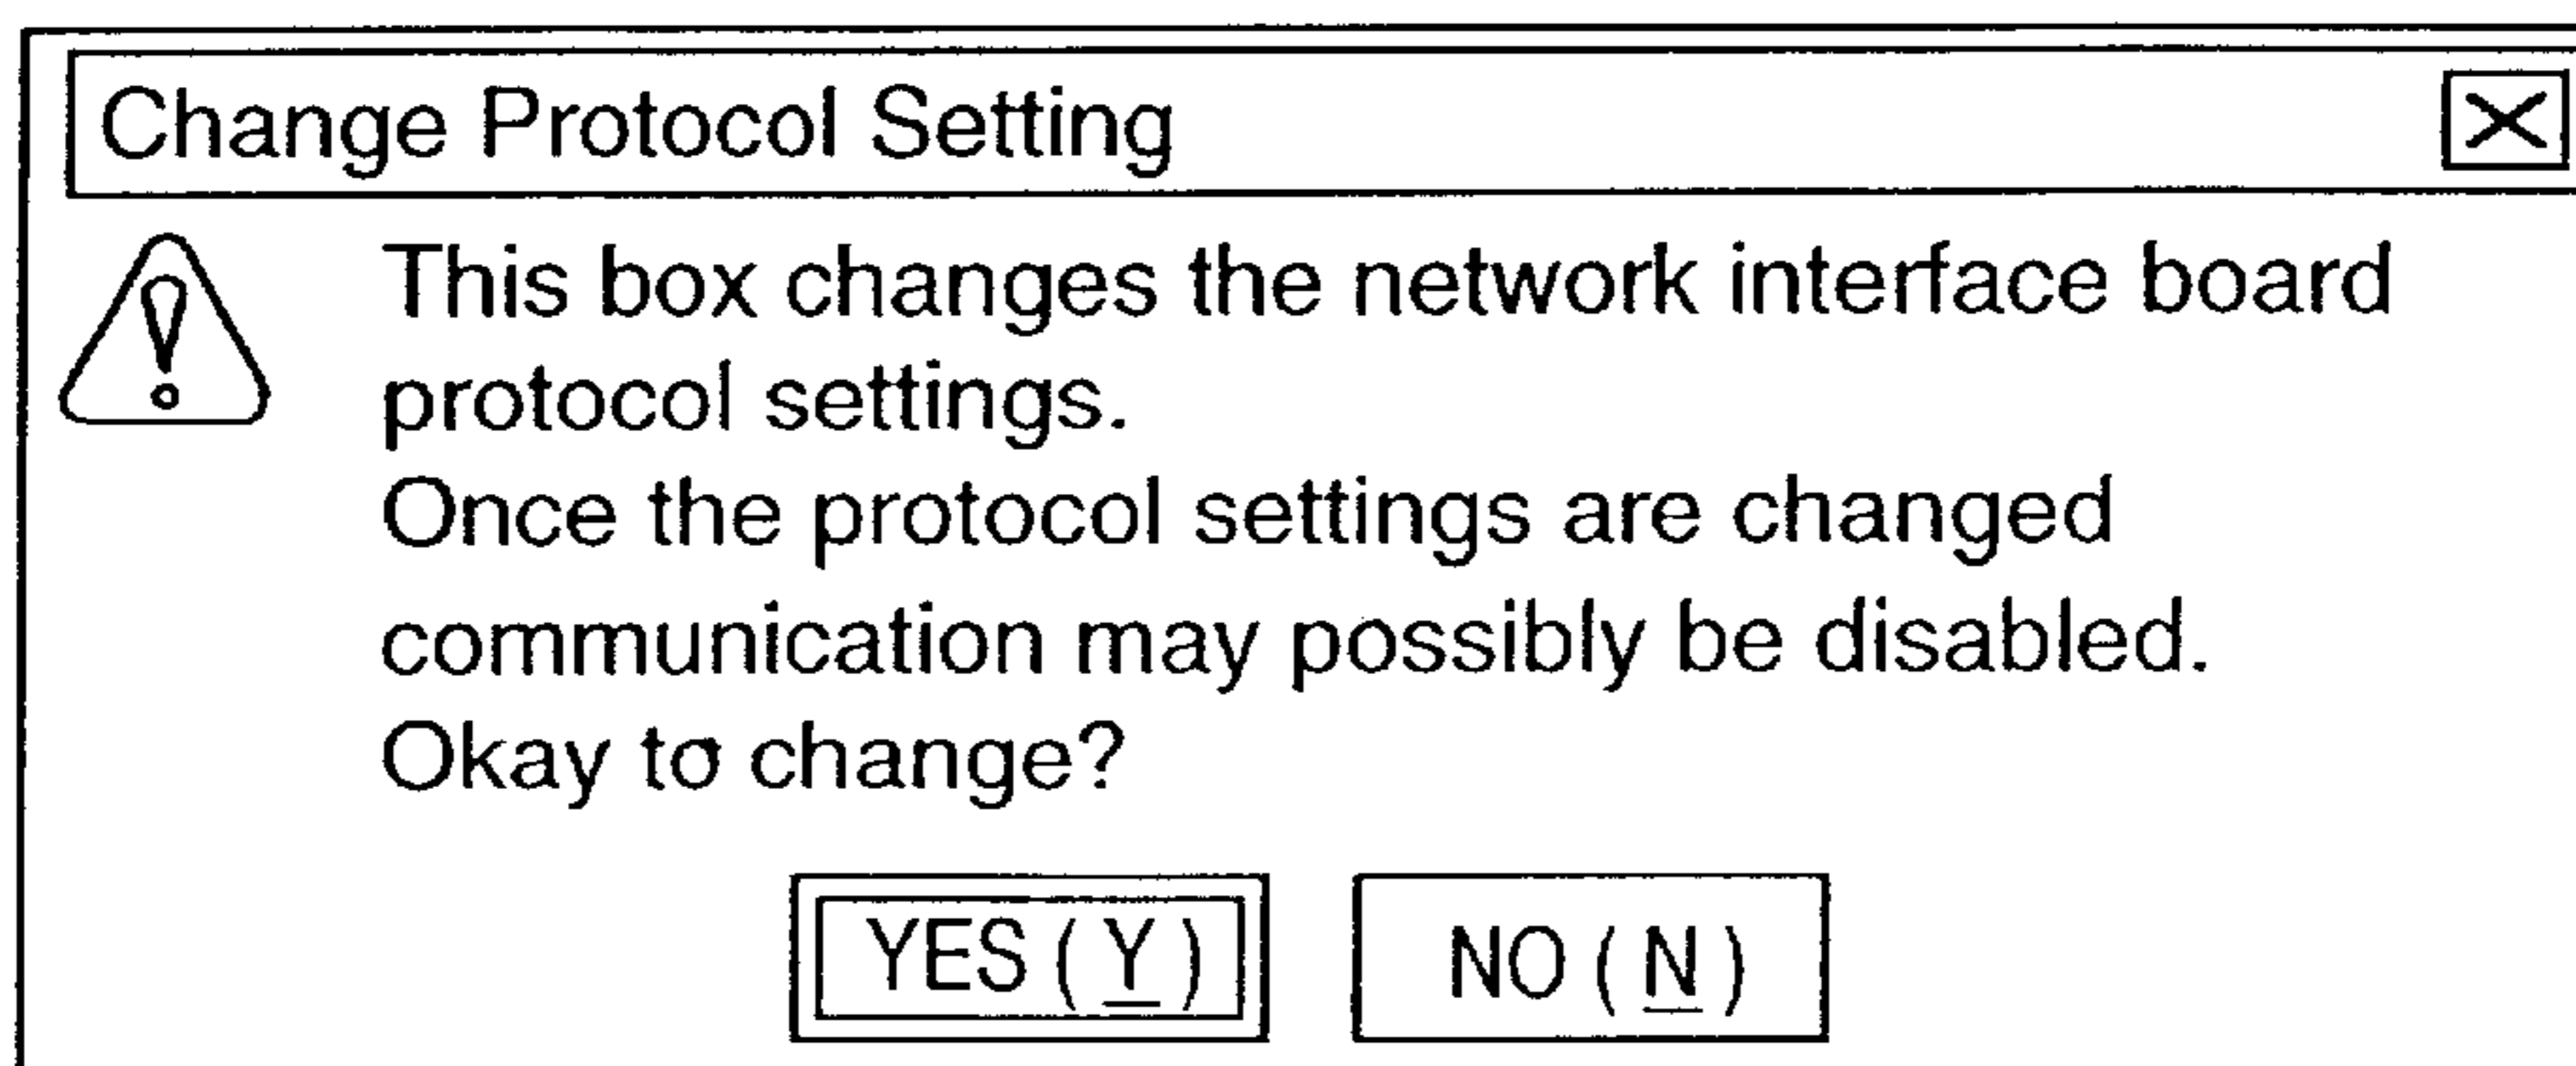 Change Protocol Setting
This box changes the network interface board
protocol settings.
Once the protocol settings are changed
communication may possibly be disabled.
Okay to change?
YES ( Y ) NO ( N )